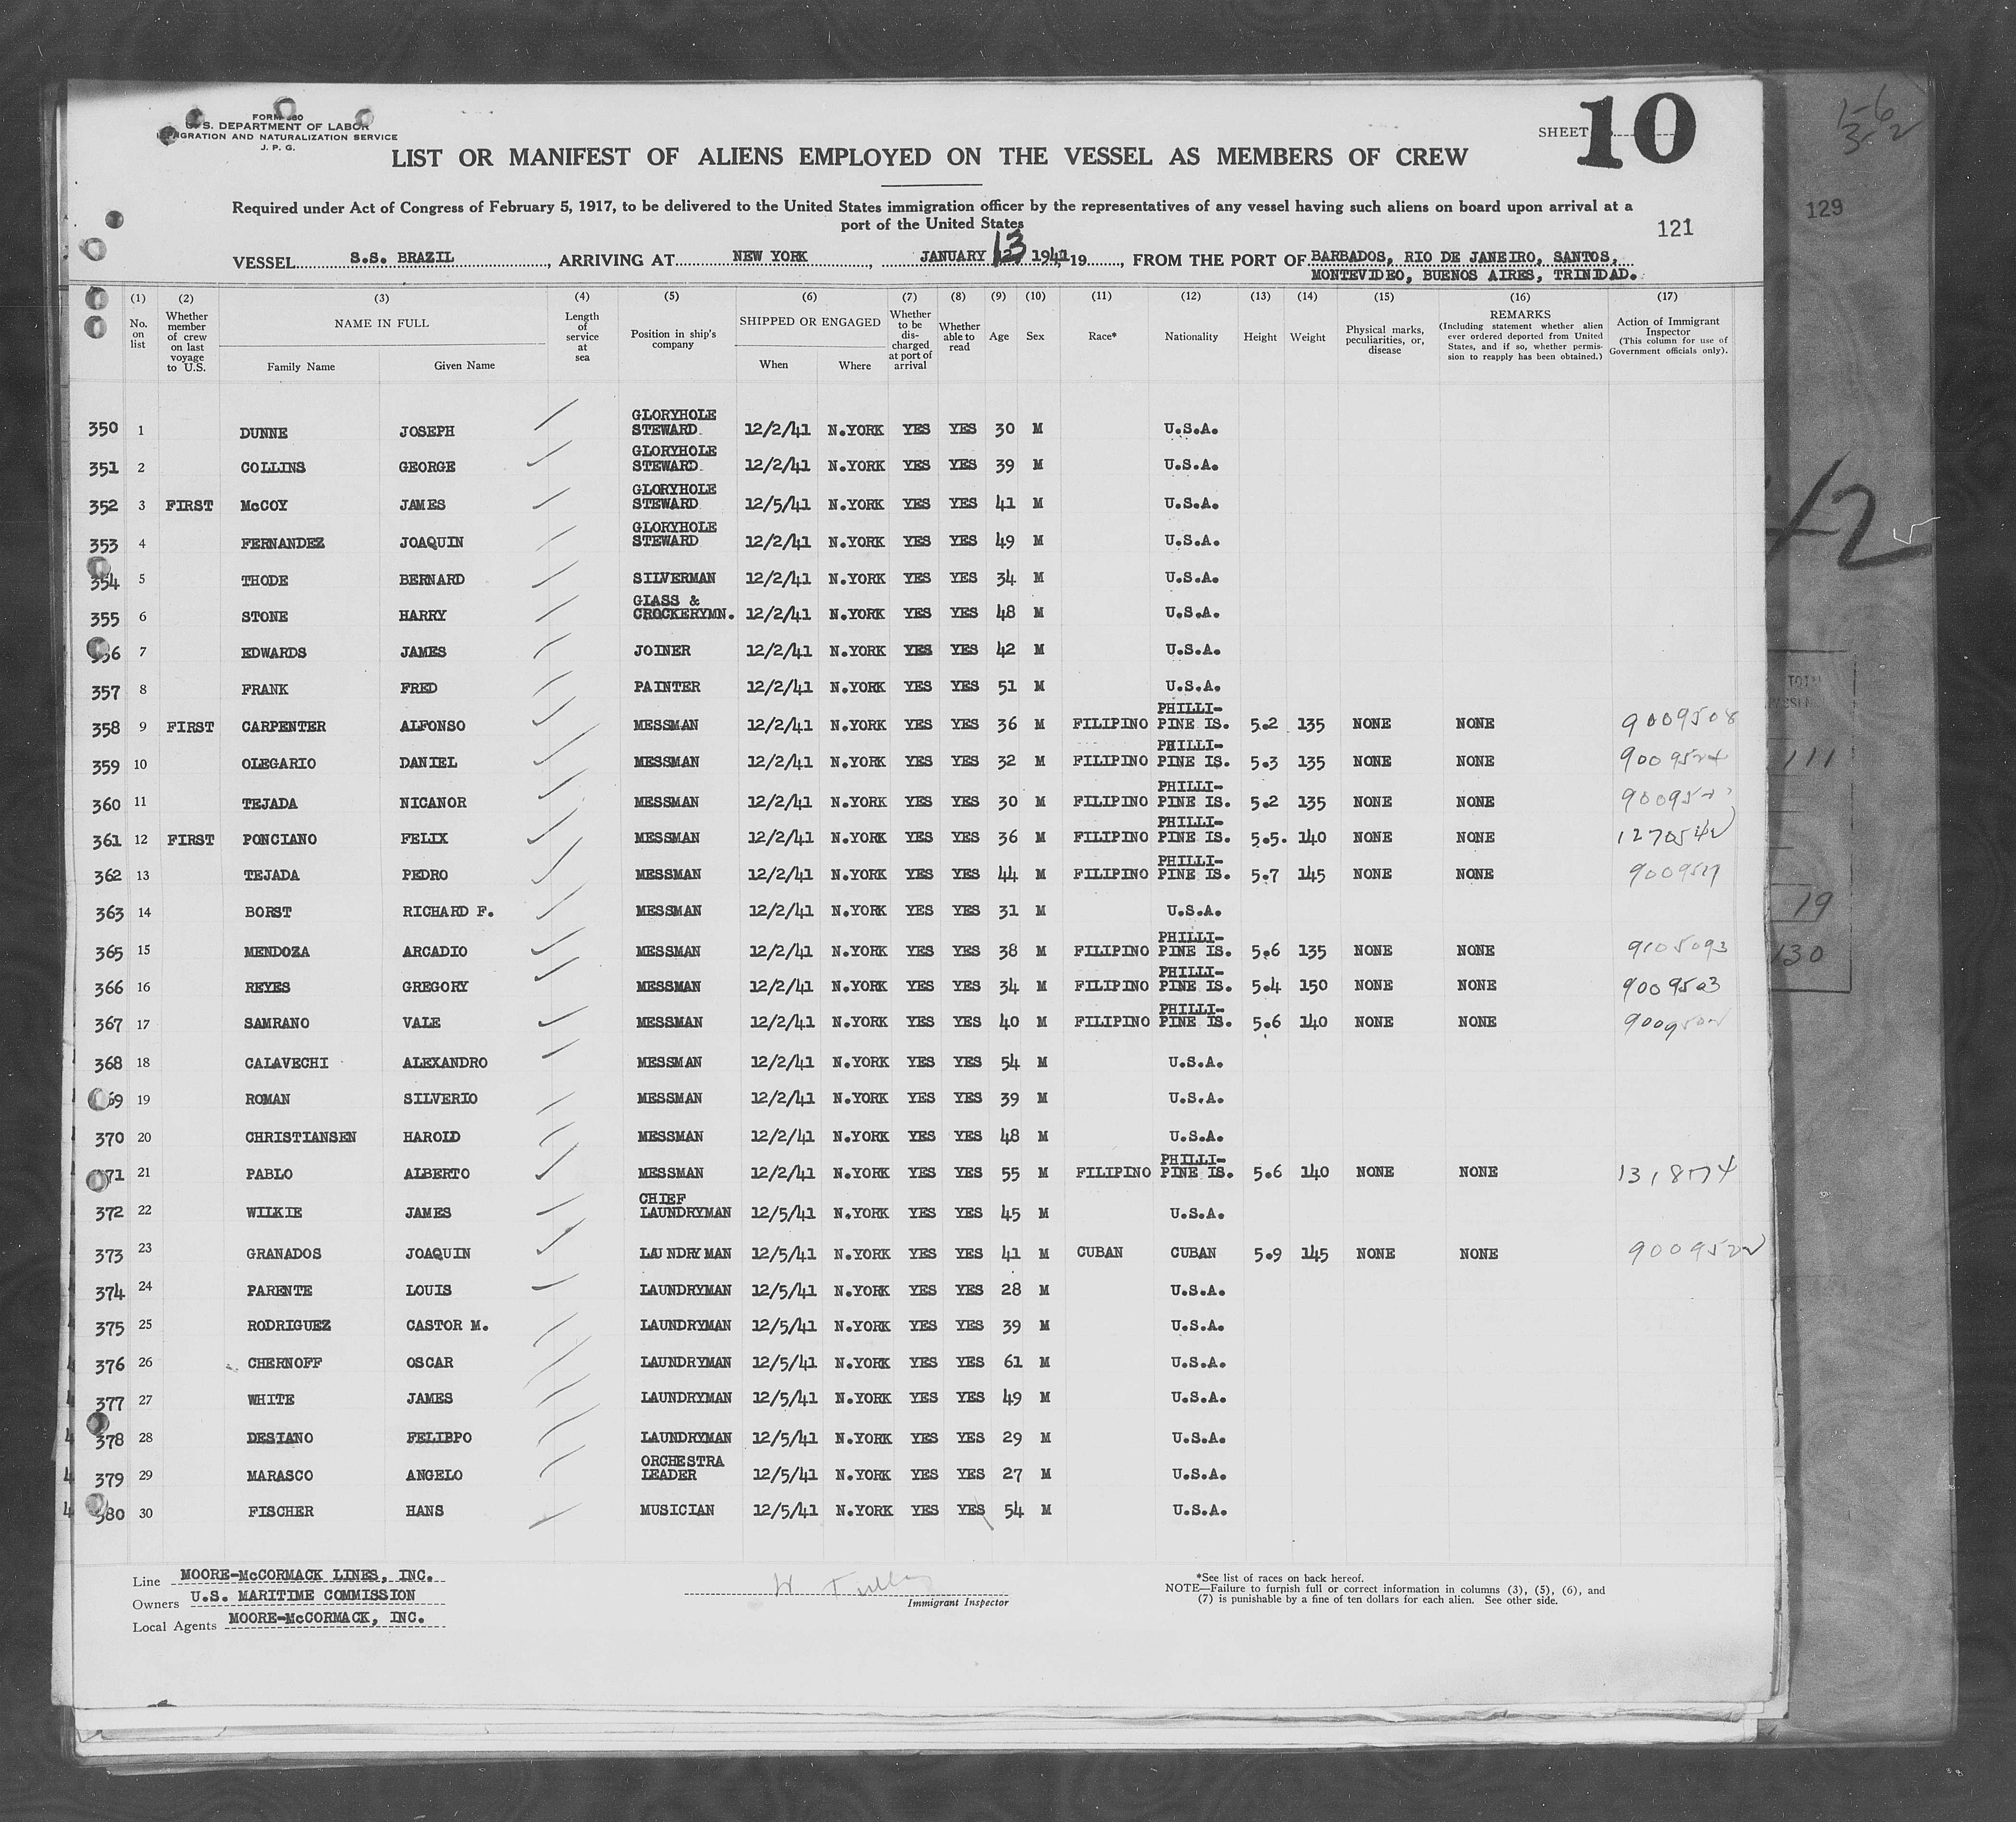 FORM 680
U. S. DEPARTMENT OF LABOR
IMMIGRATION AND NATURALIZATION SERVICE
J. P. G.
SHEET 10
LIST OR MANIFEST OF ALIENS EMPLOYED ON THE VESSEL AS MEMBERS OF CREW
Required under Act of Congress of February 5, 1917, to be delivered to the United States immigration officer by the representatives of any vessel having such aliens on board upon arrival at a
port of the United States
121
129
VESSEL S.S. BRAZIL, ARRIVING AT NEW YORK, JANUARY 13 1941, 19, FROM THE PORT OF BARBADOS, RIO DE JANEIRO, SANTOS,
MONTEVIDEO, BUENOS AIRES, TRINIDAD.
(1) No. on list (2) Whether member of crew on last voyage to U.S. (3) NAME IN FULL Family Name Given Name (4) Length of service at sea (5) Position in ship's company (6) SHIPPED OR ENGAGED When Where (7) Whether to be discharged at port of arrival (8) Whether able to read (9) Age (10) Sex (11) Race* (12) Nationality (13) Height (14) Weight (15) Physical marks, peculiarities, or, disease (16) REMARKS (Including statement whether alien ever ordered deported from United States, and if so, whether permission to reapply has been obtained.) (17) Action of Immigrant Inspector (This column for use of Government officials only).
350 1 DUNNE JOSEPH GLORYHOLE STEWARD 12/2/41 N.YORK YES YES 30 M U.S.A.
351 2 COLLINS GEORGE GLORYHOLE STEWARD 12/2/41 N.YORK YES YES 39 M U.S.A.
352 3 FIRST McCOY JAMES GLORYHOLE STEWARD 12/5/41 N.YORK YES YES 41 M U.S.A.
353 4 FERNANDEZ JOAQUIN GLORYHOLE STEWARD 12/2/41 N.YORK YES YES 49 M U.S.A.
354 5 THODE BERNARD SILVERMAN 12/2/41 N.YORK YES YES 34 M U.S.A.
355 6 STONE HARRY GLASS & CROCKERYMN. 12/2/41 N.YORK YES YES 48 M U.S.A.
356 7 EDWARDS JAMES JOINER 12/2/41 N.YORK YES YES 42 M U.S.A.
357 8 FRANK FRED PAINTER 12/2/41 N.YORK YES YES 51 M U.S.A.
358 9 FIRST CARPENTER ALFONSO MESSMAN 12/2/41 N.YORK YES YES 36 M FILIPINO PHILLI-PINE IS. 5.2 135 NONE NONE 9009508
359 10 OLEGARIO DANIEL MESSMAN 12/2/41 N.YORK YES YES 32 M FILIPINO PHILLI-PINE IS. 5.3 135 NONE NONE
360 11 TEJADA NICANOR MESSMAN 12/2/41 N.YORK YES YES 30 M FILIPINO PHILLI-PINE IS. 5.2 135 NONE NONE
361 12 FIRST PONCIANO FELIX MESSMAN 12/2/41 N.YORK YES YES 36 M FILIPINO PHILLI-PINE IS. 5.5. 140 NONE NONE 1270542
362 13 TEJADA PEDRO MESSMAN 12/2/41 N.YORK YES YES 44 M FILIPINO PHILLI-PINE IS. 5.7 145 NONE NONE
363 14 BORST RICHARD F. MESSMAN 12/2/41 N.YORK YES YES 31 M U.S.A.
365 15 MENDOZA ARCADIO MESSMAN 12/2/41 N.YORK YES YES 38 M FILIPINO PHILLI-PINE IS. 5.6 135 NONE NONE 9105093
366 16 REYES GREGORY MESSMAN 12/2/41 N.YORK YES YES 34 M FILIPINO PHILLI-PINE IS. 5.4 150 NONE NONE 9009503
367 17 SAMRANO VALE MESSMAN 12/2/41 N.YORK YES YES 40 M FILIPINO PHILLI-PINE IS. 5.6 140 NONE NONE
368 18 CALAVECHI ALEXANDRO MESSMAN 12/2/41 N.YORK YES YES 54 M U.S.A.
369 19 ROMAN SILVERIO MESSMAN 12/2/41 N.YORK YES YES 39 M U.S.A.
370 20 CHRISTIANSEN HAROLD MESSMAN 12/2/41 N.YORK YES YES 48 M U.S.A.
371 21 PABLO ALBERTO MESSMAN 12/2/41 N.YORK YES YES 55 M FILIPINO PHILLI-PINE IS. 5.6 140 NONE NONE
372 22 WILKIE JAMES CHIEF LAUNDRYMAN 12/5/41 N.YORK YES YES 45 M U.S.A.
373 23 GRANADOS JOAQUIN LAUNDRYMAN 12/5/41 N.YORK YES YES 41 M CUBAN CUBAN 5.9 145 NONE NONE 9009522
374 24 PARENTE LOUIS LAUNDRYMAN 12/5/41 N.YORK YES YES 28 M U.S.A.
375 25 RODRIGUEZ CASTOR M. LAUNDRYMAN 12/5/41 N.YORK YES YES 39 M U.S.A.
376 26 CHERNOFF OSCAR LAUNDRYMAN 12/5/41 N.YORK YES YES 61 M U.S.A.
377 27 WHITE JAMES LAUNDRYMAN 12/5/41 N.YORK YES YES 49 M U.S.A.
378 28 DESIANO FELIBPO LAUNDRYMAN 12/5/41 N.YORK YES YES 29 M U.S.A.
379 29 MARASCO ANGELO ORCHESTRA LEADER 12/5/41 N.YORK YES YES 27 M U.S.A.
380 30 FISCHER HANS MUSICIAN 12/5/41 N.YORK YES YES 54 M U.S.A.
111
19
130
Line MOORE-McCORMACK LINES, INC.
Owners U.S. MARITIME COMMISSION
Local Agents MOORE-McCORMACK, INC.
Immigrant Inspector
*See list of races on back hereof.
NOTE—Failure to furnish full or correct information in columns (3), (5), (6), and
(7) is punishable by a fine of ten dollars for each alien. See other side.